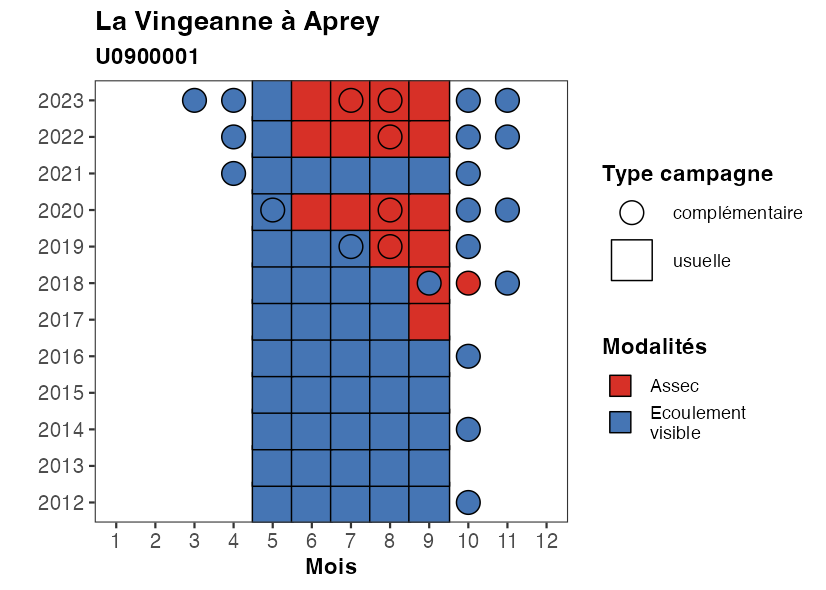 La Vingeanne à Aprey
U0900001
2023
2022
2021
2020
2019
2018
2017
2016
2015
2014
2013
2012
1 2 3 4 5 6 7 8 9 10 11 12
Mois
Type campagne
complémentaire
usuelle
Modalités
Assec
Ecoulement
visible